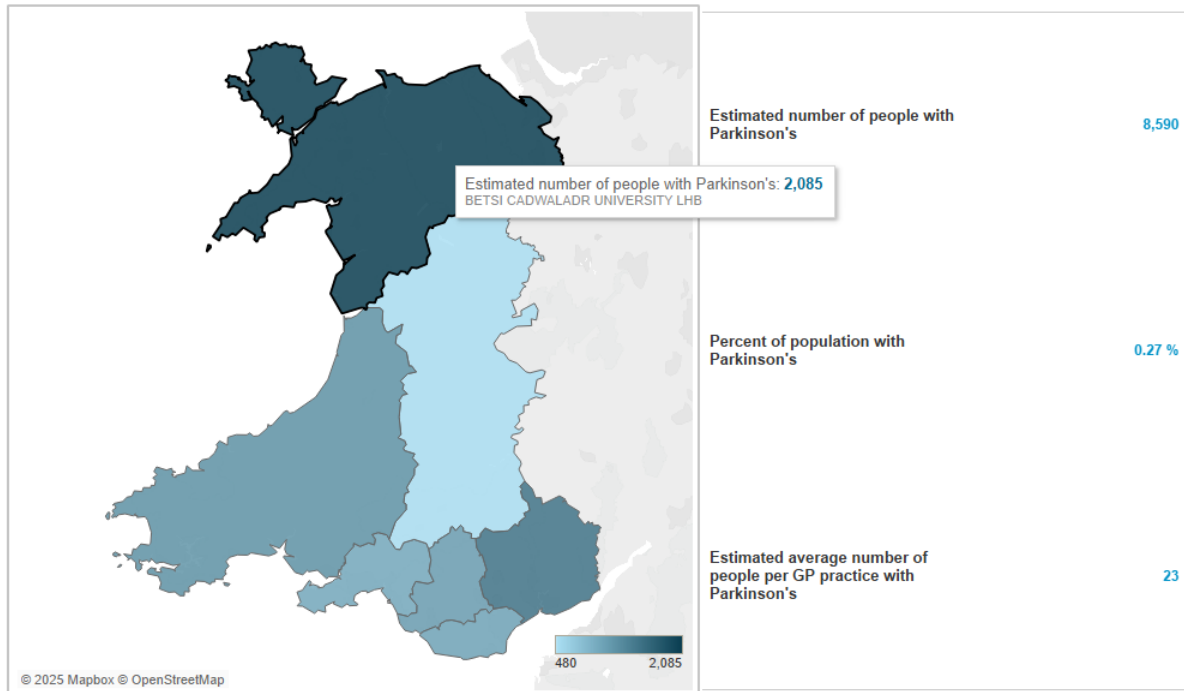 Estimated number of people with
Parkinson's
8,590
Estimated number of people with Parkinson's: 2,085
BETSI CADWALADR UNIVERSITY LHB
Percent of population with
Parkinson's
0.27 %
Estimated average number of
people per GP practice with
Parkinson's
23
480
2,085
© 2025 Mapbox © OpenStreetMap